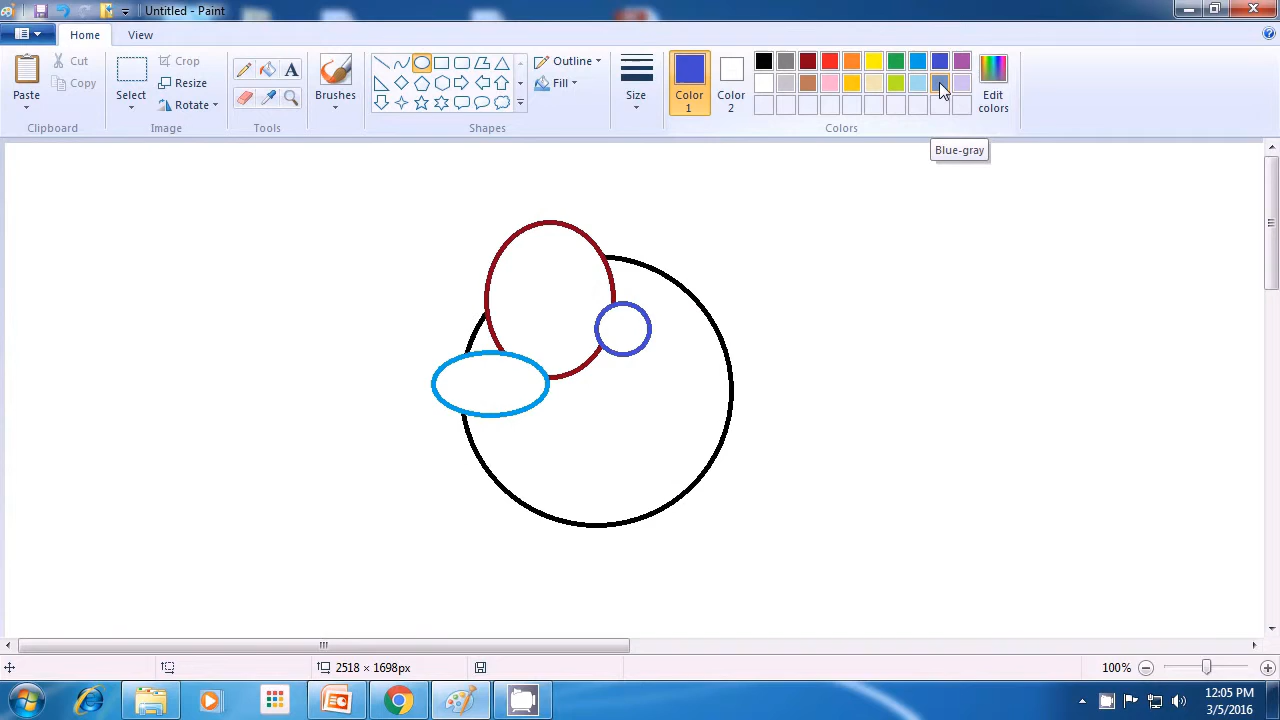 Untitled - Paint
Home View
Paste
Cut
Copy
Clipboard
Select
Crop
Resize
Rotate
Image
A
Tools
Brushes
Shapes
Outline
Fill
Size
Color
1
Color
2
Edit
colors
Colors
Blue-gray
2518 × 1698px
100%
12:05 PM
3/5/2016